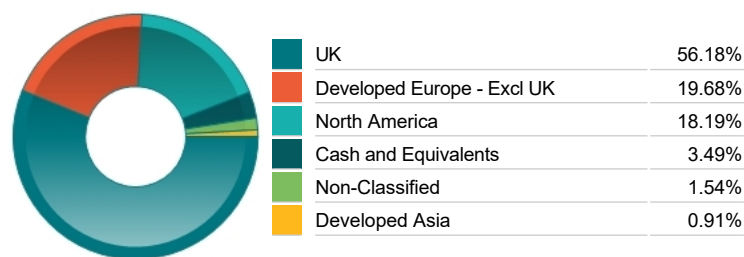 UK 56.18%
Developed Europe - Excl UK 19.68%
North America 18.19%
Cash and Equivalents 3.49%
Non-Classified 1.54%
Developed Asia 0.91%